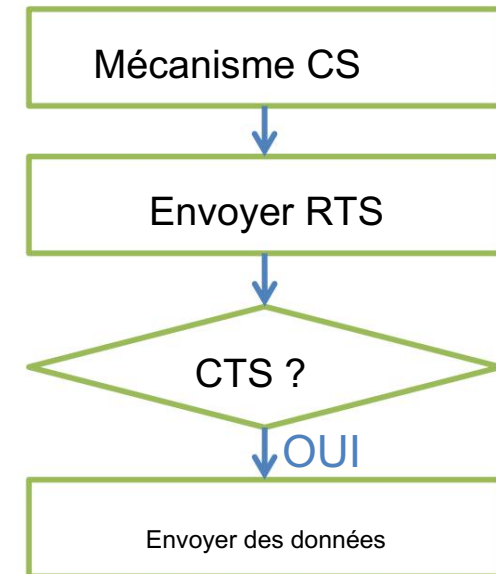 Mécanisme CS
Envoyer RTS
CTS ?
OUI
Envoyer des données